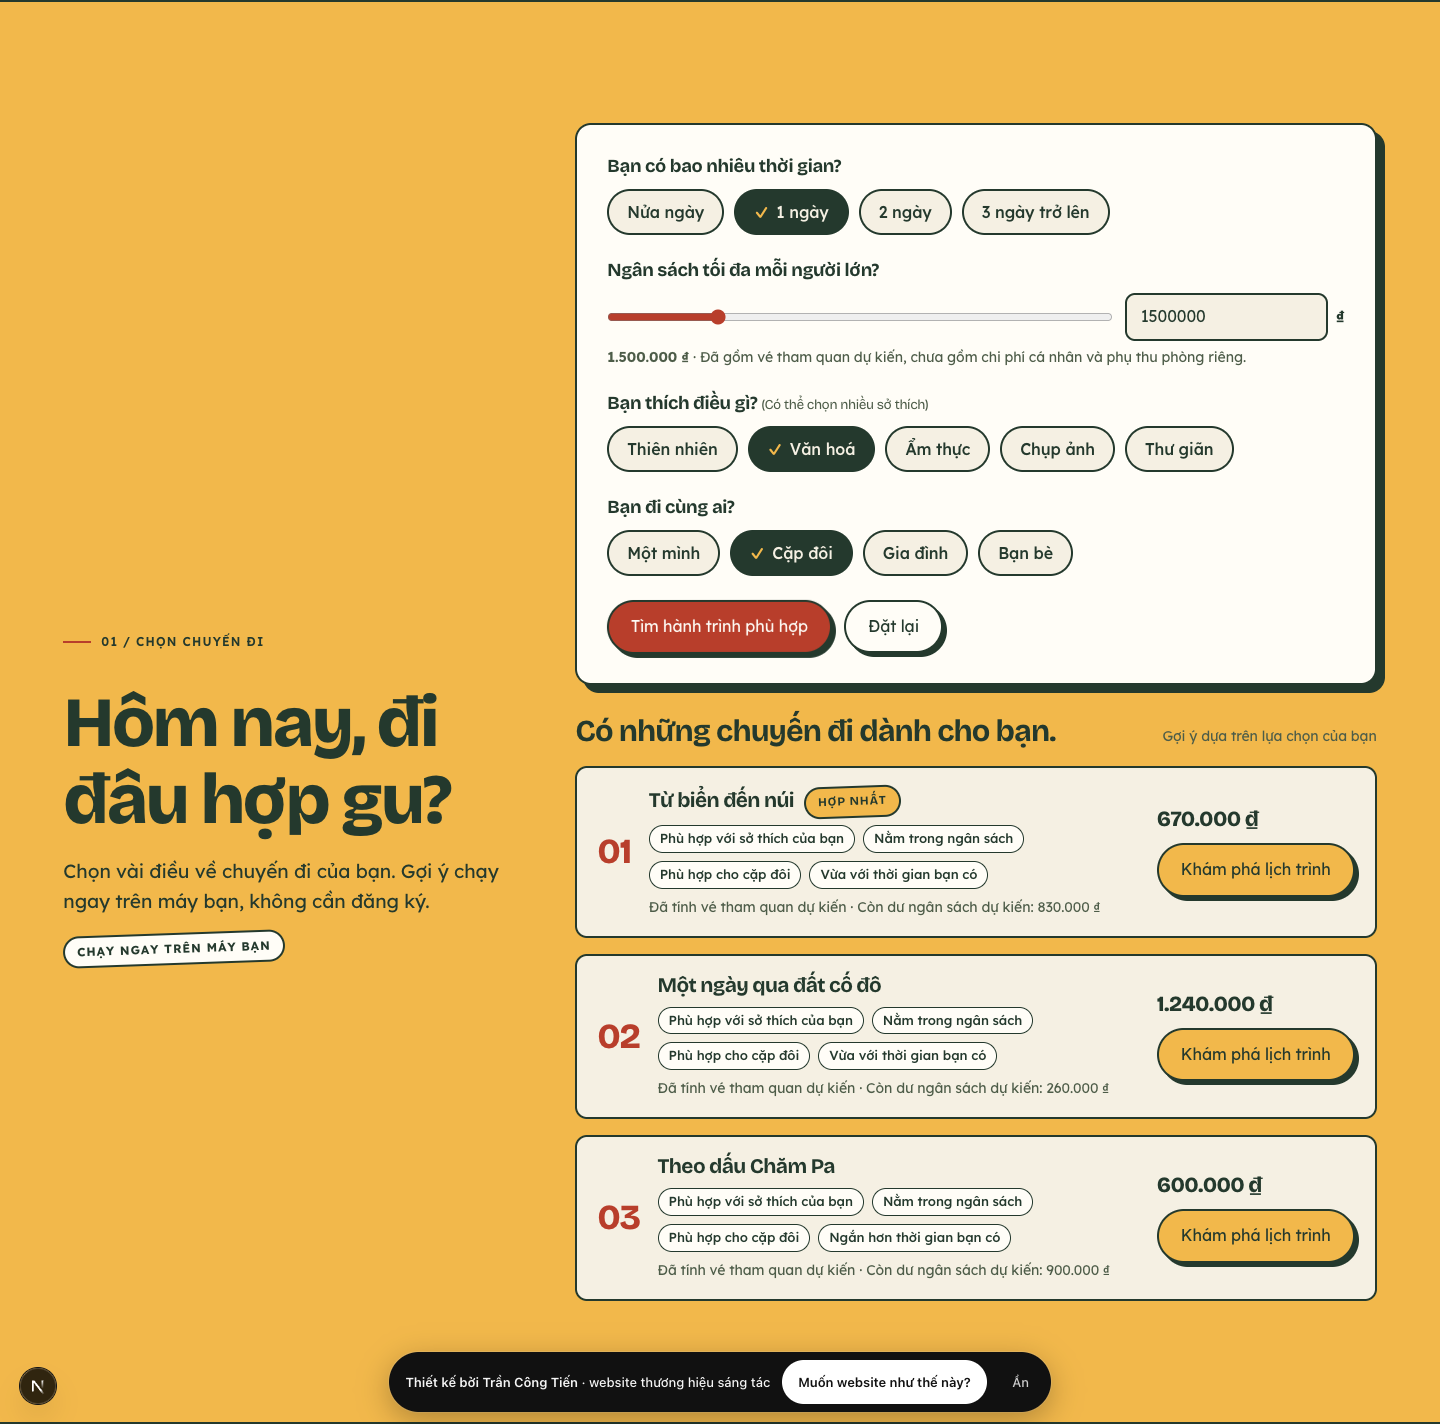 01 / CHỌN CHUYẾN ĐI
Hôm nay, đi
đâu hợp gu?
Chọn vài điều về chuyến đi của bạn. Gợi ý chạy
ngay trên máy bạn, không cần đăng ký.
CHẠY NGAY TRÊN MÁY BẠN
Bạn có bao nhiêu thời gian?
Nửa ngày
1 ngày
2 ngày
3 ngày trở lên
Ngân sách tối đa mỗi người lớn?
1500000 ₫
1.500.000 ₫ · Đã gồm vé tham quan dự kiến, chưa gồm chi phí cá nhân và phụ thu phòng riêng.
Bạn thích điều gì? (Có thể chọn nhiều sở thích)
Thiên nhiên
Văn hoá
Ẩm thực
Chụp ảnh
Thư giãn
Bạn đi cùng ai?
Một mình
Cặp đôi
Gia đình
Bạn bè
Tìm hành trình phù hợp
Đặt lại
Có những chuyến đi dành cho bạn.
Gợi ý dựa trên lựa chọn của bạn
01
Từ biển đến núi
HỢP NHẤT
Phù hợp với sở thích của bạn
Nằm trong ngân sách
Phù hợp cho cặp đôi
Vừa với thời gian bạn có
Đã tính vé tham quan dự kiến · Còn dư ngân sách dự kiến: 830.000 ₫
670.000 ₫
Khám phá lịch trình
02
Một ngày qua đất cố đô
Phù hợp với sở thích của bạn
Nằm trong ngân sách
Phù hợp cho cặp đôi
Vừa với thời gian bạn có
Đã tính vé tham quan dự kiến · Còn dư ngân sách dự kiến: 260.000 ₫
1.240.000 ₫
Khám phá lịch trình
03
Theo dấu Chăm Pa
Phù hợp với sở thích của bạn
Nằm trong ngân sách
Phù hợp cho cặp đôi
Ngắn hơn thời gian bạn có
Đã tính vé tham quan dự kiến · Còn dư ngân sách dự kiến: 900.000 ₫
600.000 ₫
Khám phá lịch trình
N
Thiết kế bởi Trần Công Tiến · website thương hiệu sáng tác
Muốn website như thế này?
Ẩn